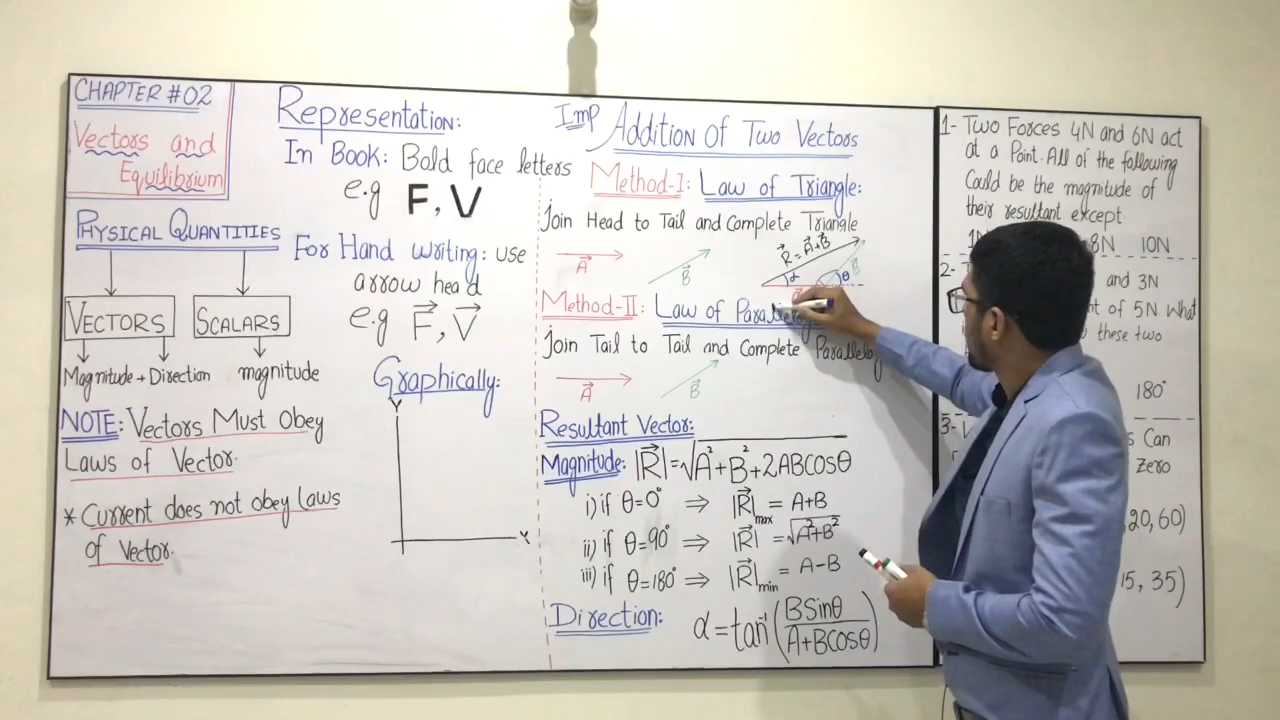 CHAPTER #02
Vectors and
Equilibrium
PHYSICAL QUANTITIES
VECTORS
SCALARS
Magnitude + Direction
magnitude
NOTE: Vectors Must Obey
Laws of Vector.
* Current does not obey laws
of Vector.
Representation:
In Book: Bold face letters
e.g F, V
For Hand writing: use
arrow head
e.g F⃗, V⃗
Graphically:
Y
X
Imp Addition Of Two Vectors
Method-I: Law of Triangle:
Join Head to Tail and Complete Triangle
A⃗
B⃗
R⃗ = A⃗+B⃗
α
θ
B⃗
Method-II: Law of
Join Tail to Tail and Complete
A⃗
B⃗
Resultant Vector:
Magnitude: |R⃗| = √A²+B²+2ABCosθ
i) if θ=0° ⇒ |R⃗|max = A+B
ii) if θ=90° ⇒ |R⃗| = √A²+B²
iii) if θ=180° ⇒ |R⃗|min = A-B
Direction: α = tan⁻¹(BSinθ/A+BCosθ)
1- Two Forces 4N and 6N act
at a Point. All of the following
Could be the magnitude of
their resultant except.
1N 8N 10N
2- and 3N
of 5N. What
these two
180°
3-
Can
Zero
20, 60)
15, 35)